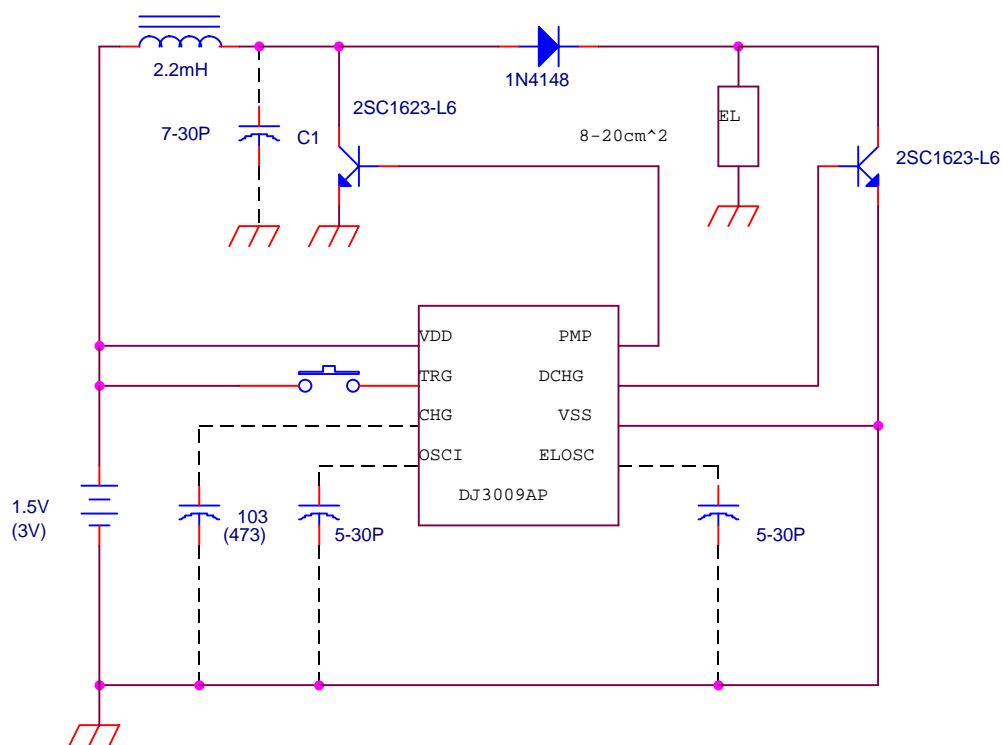 2.2mH
1N4148
2SC1623-L6
7-30P
C1
8-20cm^2
EL
2SC1623-L6
VDD
PMP
TRG
DCHG
CHG
VSS
OSCI
ELOSC
DJ3009AP
1.5V
(3V)
103
(473)
5-30P
5-30P